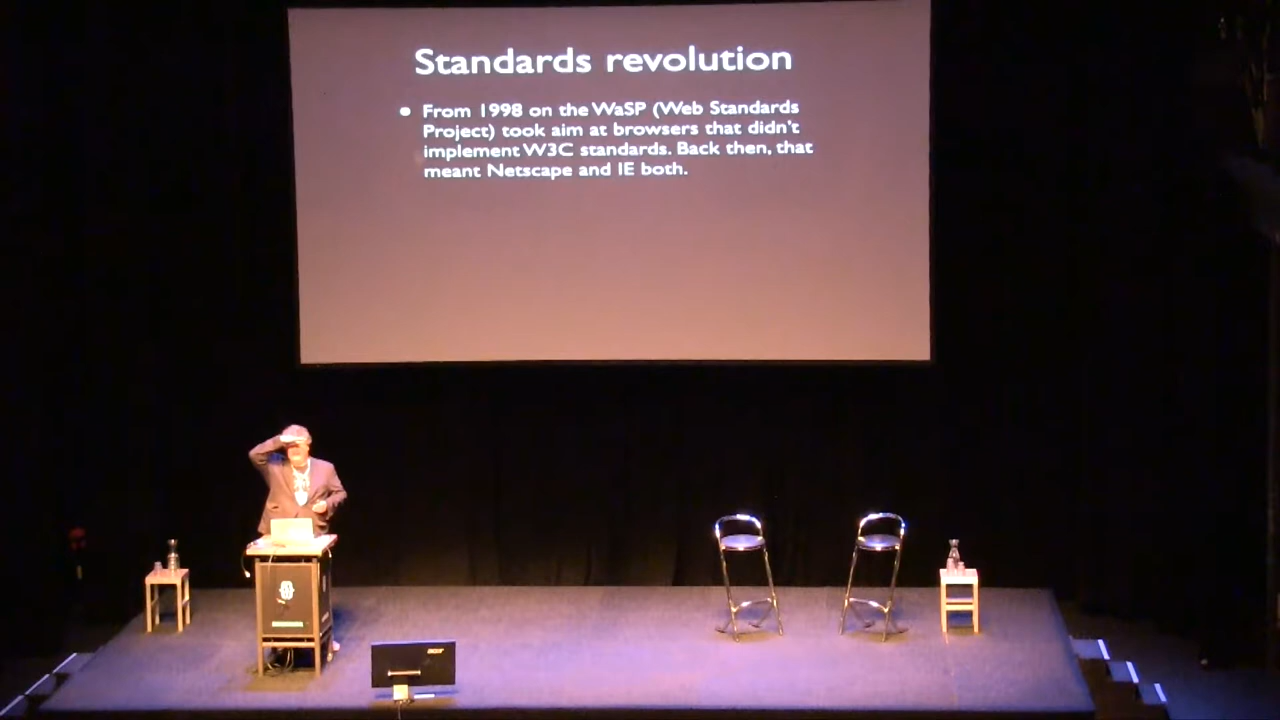 Standards revolution
• From 1998 on the WaSP (Web Standards
Project) took aim at browsers that didn't
implement W3C standards. Back then, that
meant Netscape and IE both.
acer